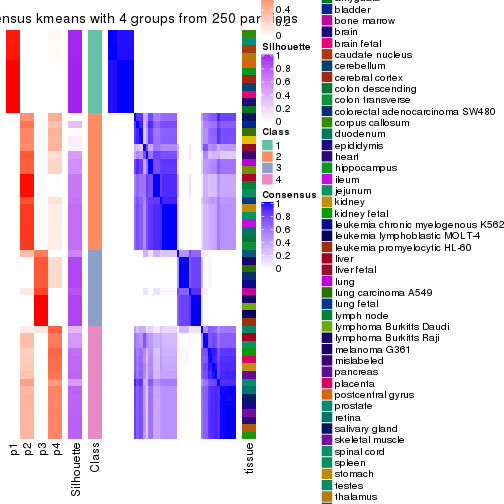 nsus kmeans with 4 groups from 250 par
ons
0.4
0.2
0
Silhouette
1
0.8
0.6
0.4
0.2
0
Class
1
2
3
4
Consensus
1
0.8
0.6
0.4
0.2
0
p1
p2
p3
p4
Silhouette
Class
tissue
bladder
bone marrow
brain
brain fetal
caudate nucleus
cerebellum
cerebral cortex
colon descending
colon transverse
colorectal adenocarcinoma SW480
corpus callosum
duodenum
epididymis
heart
hippocampus
ileum
jejunum
kidney
kidney fetal
leukemia chronic myelogenous K562
leukemia lymphoblastic MOLT-4
leukemia promyelocytic HL-60
liver
liver fetal
lung
lung carcinoma A549
lung fetal
lymph node
lymphoma Burkitts Daudi
lymphoma Burkitts Raji
melanoma G361
mislabeled
pancreas
placenta
postcentral gyrus
prostate
retina
salivary gland
skeletal muscle
spinal cord
spleen
stomach
testes
thalamus